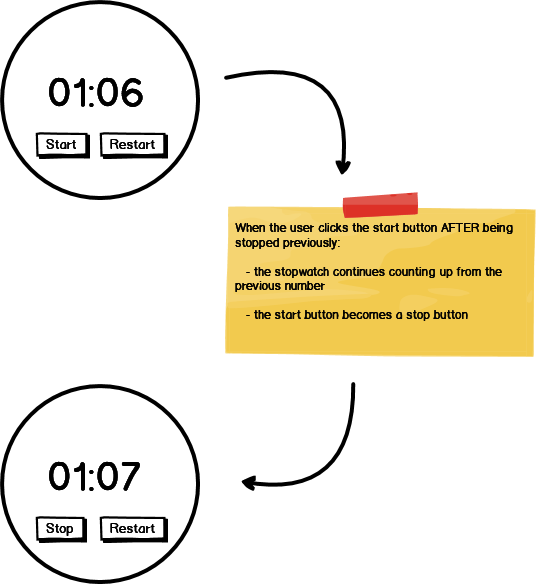 01:06
Start Restart
When the user clicks the start button AFTER being
stopped previously:
- the stopwatch continues counting up from the
previous number
- the start button becomes a stop button
01:07
Stop Restart